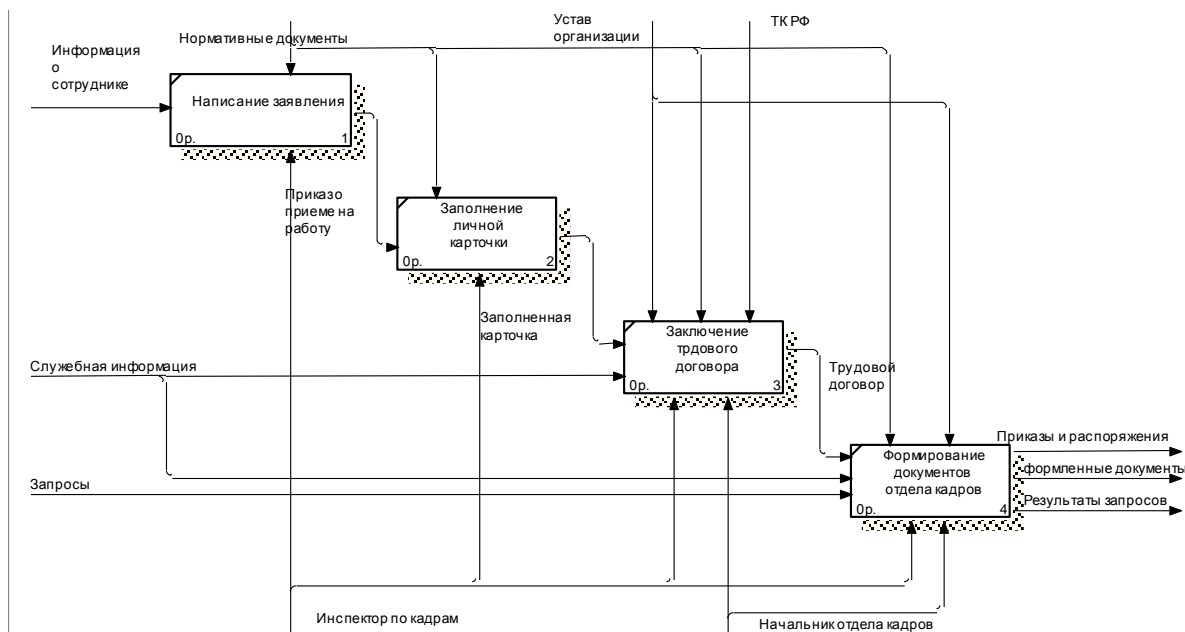 Устав
организации
ТК РФ
Нормативные документы
Информация
о
сотруднике
Написание заявления
0р. 1
Приказо
приеме на
работу
Заполнение
личной
карточки
0р. 2
Заполненная
карточка
Заключение
трдового
договора
0р. 3
Служебная информация
Трудовой
договор
Приказы и распоряжения
Формирование
документов
отдела кадров
0р. 4
формленные документы
Запросы
Результаты запросов
Инспектор по кадрам
Начальник отдела кадров